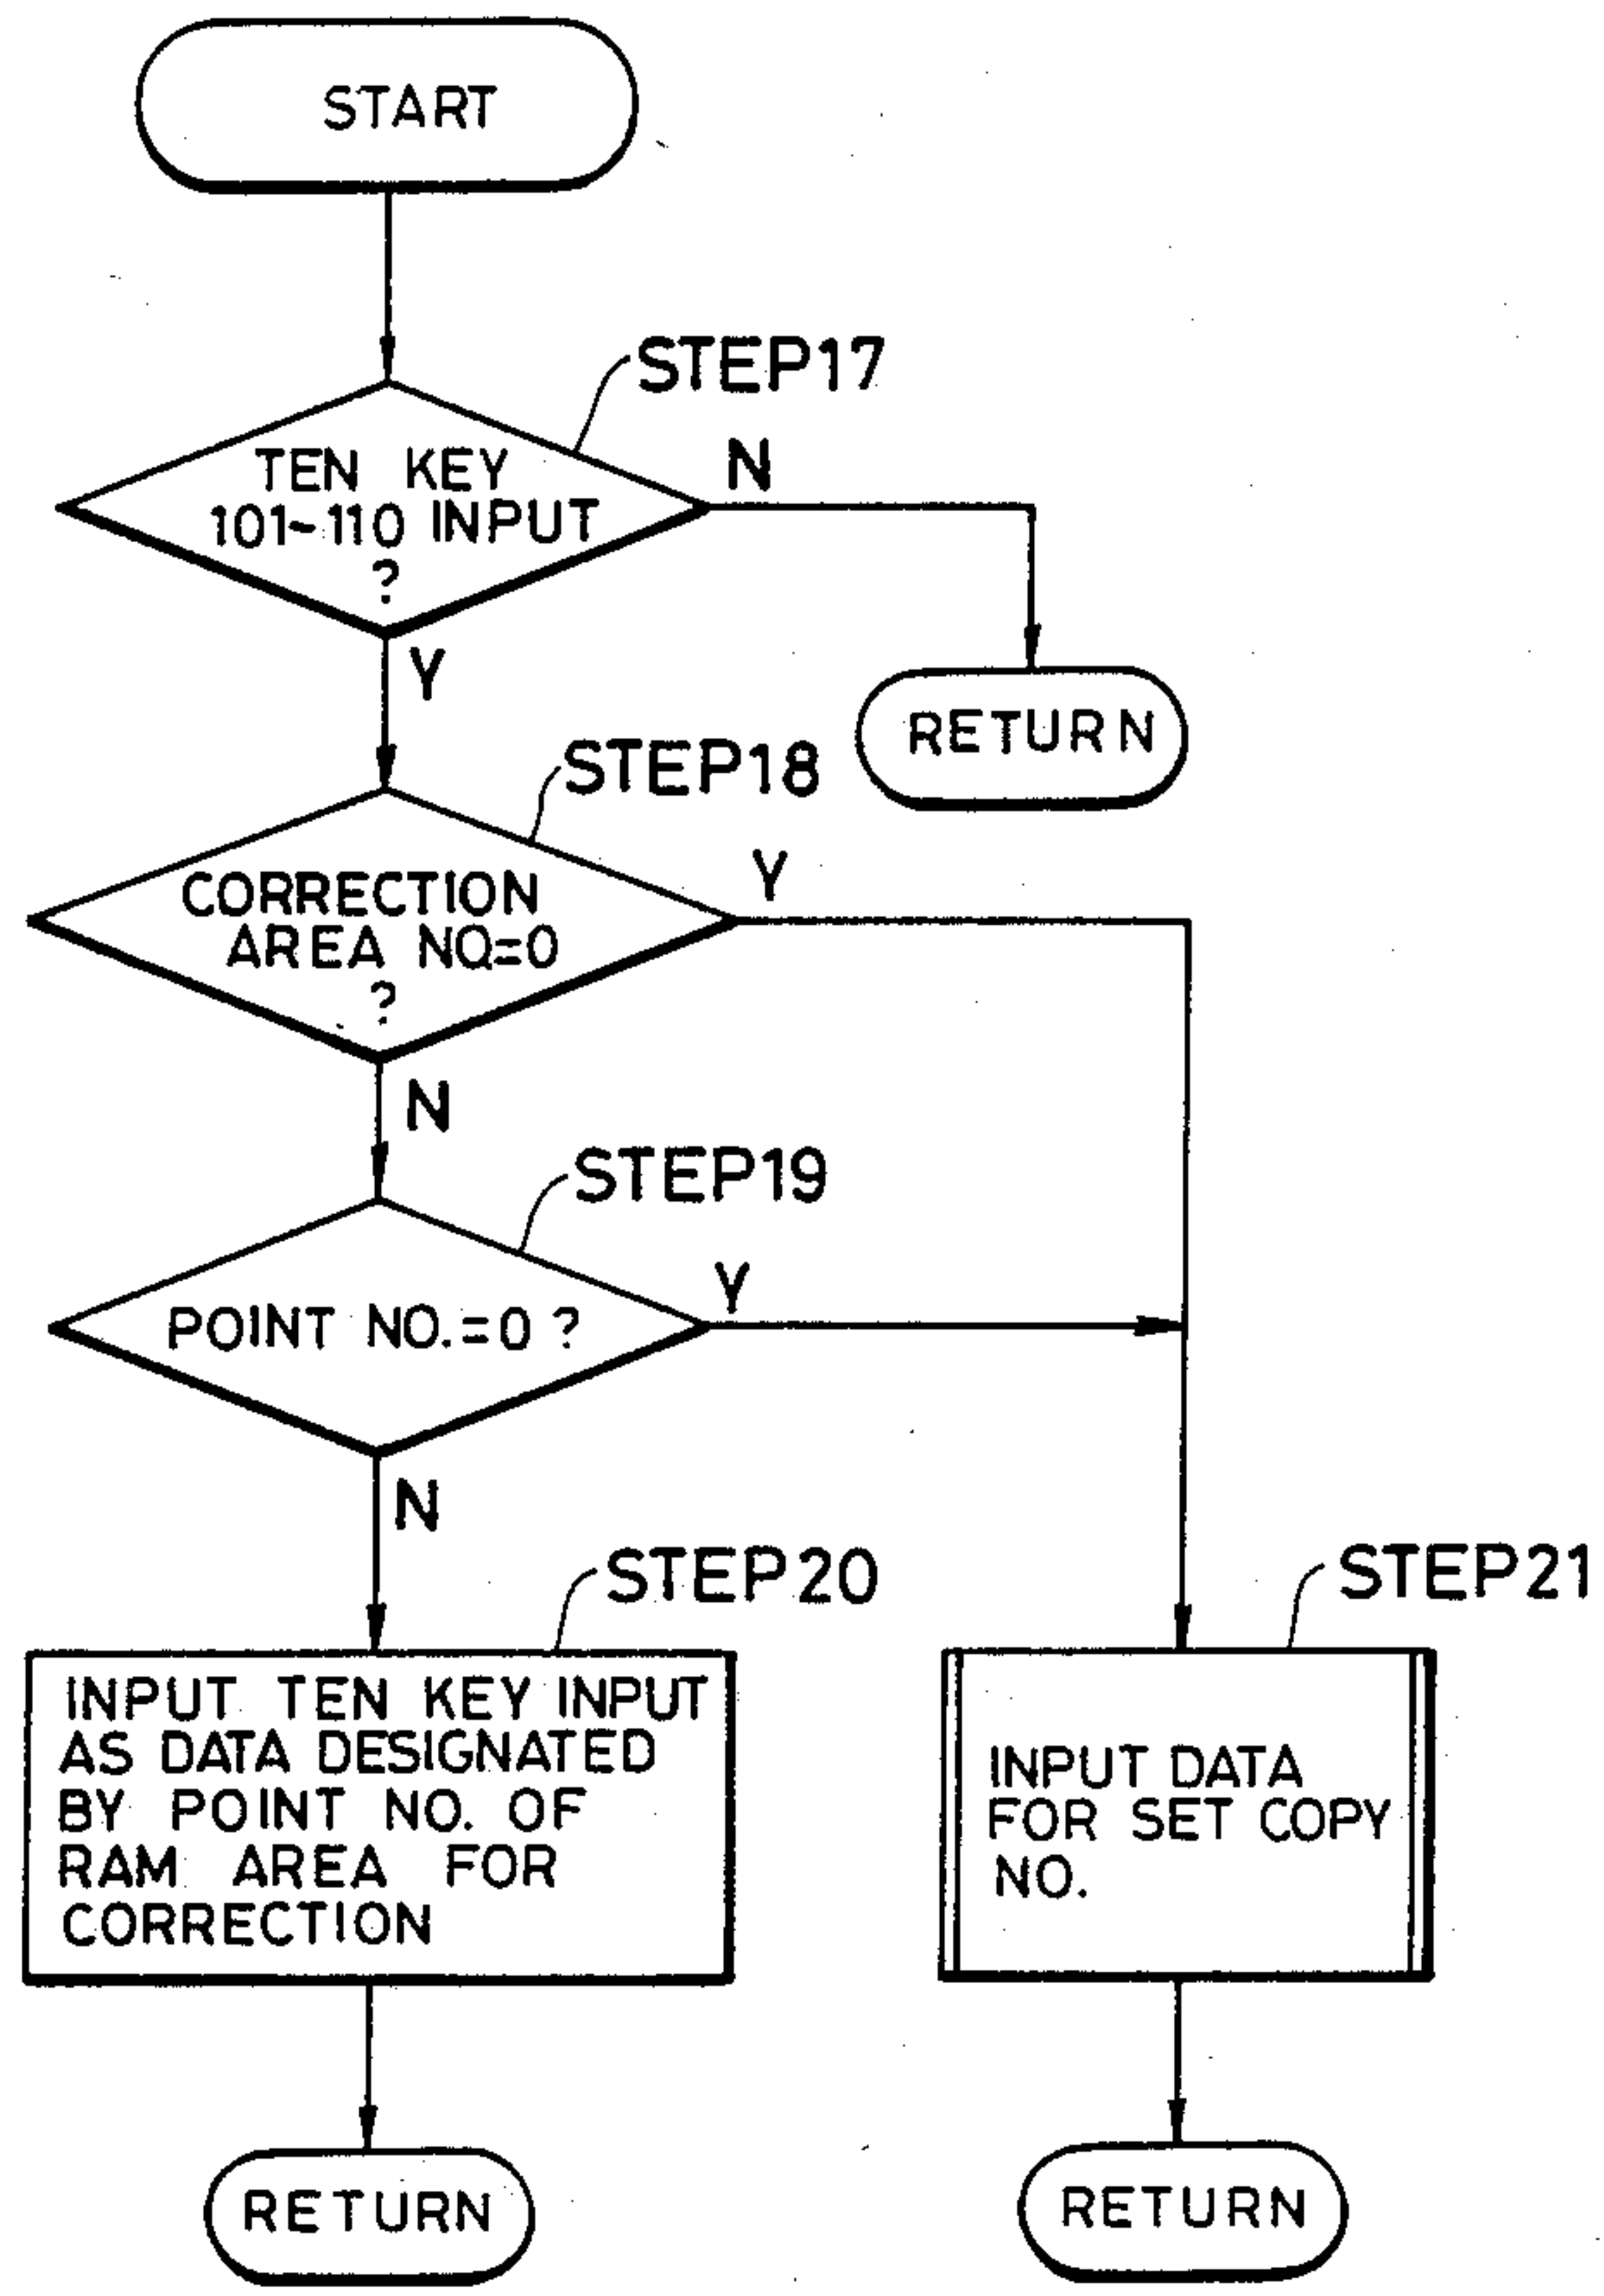 START
STEP17
TEN KEY
101~110 INPUT
?
N
Y
RETURN
STEP18
CORRECTION
AREA NO.=0
?
Y
N
STEP19
POINT NO.=0 ?
Y
N
STEP20
INPUT TEN KEY INPUT
AS DATA DESIGNATED
BY POINT NO. OF
RAM AREA FOR
CORRECTION
STEP21
INPUT DATA
FOR SET COPY
NO.
RETURN
RETURN